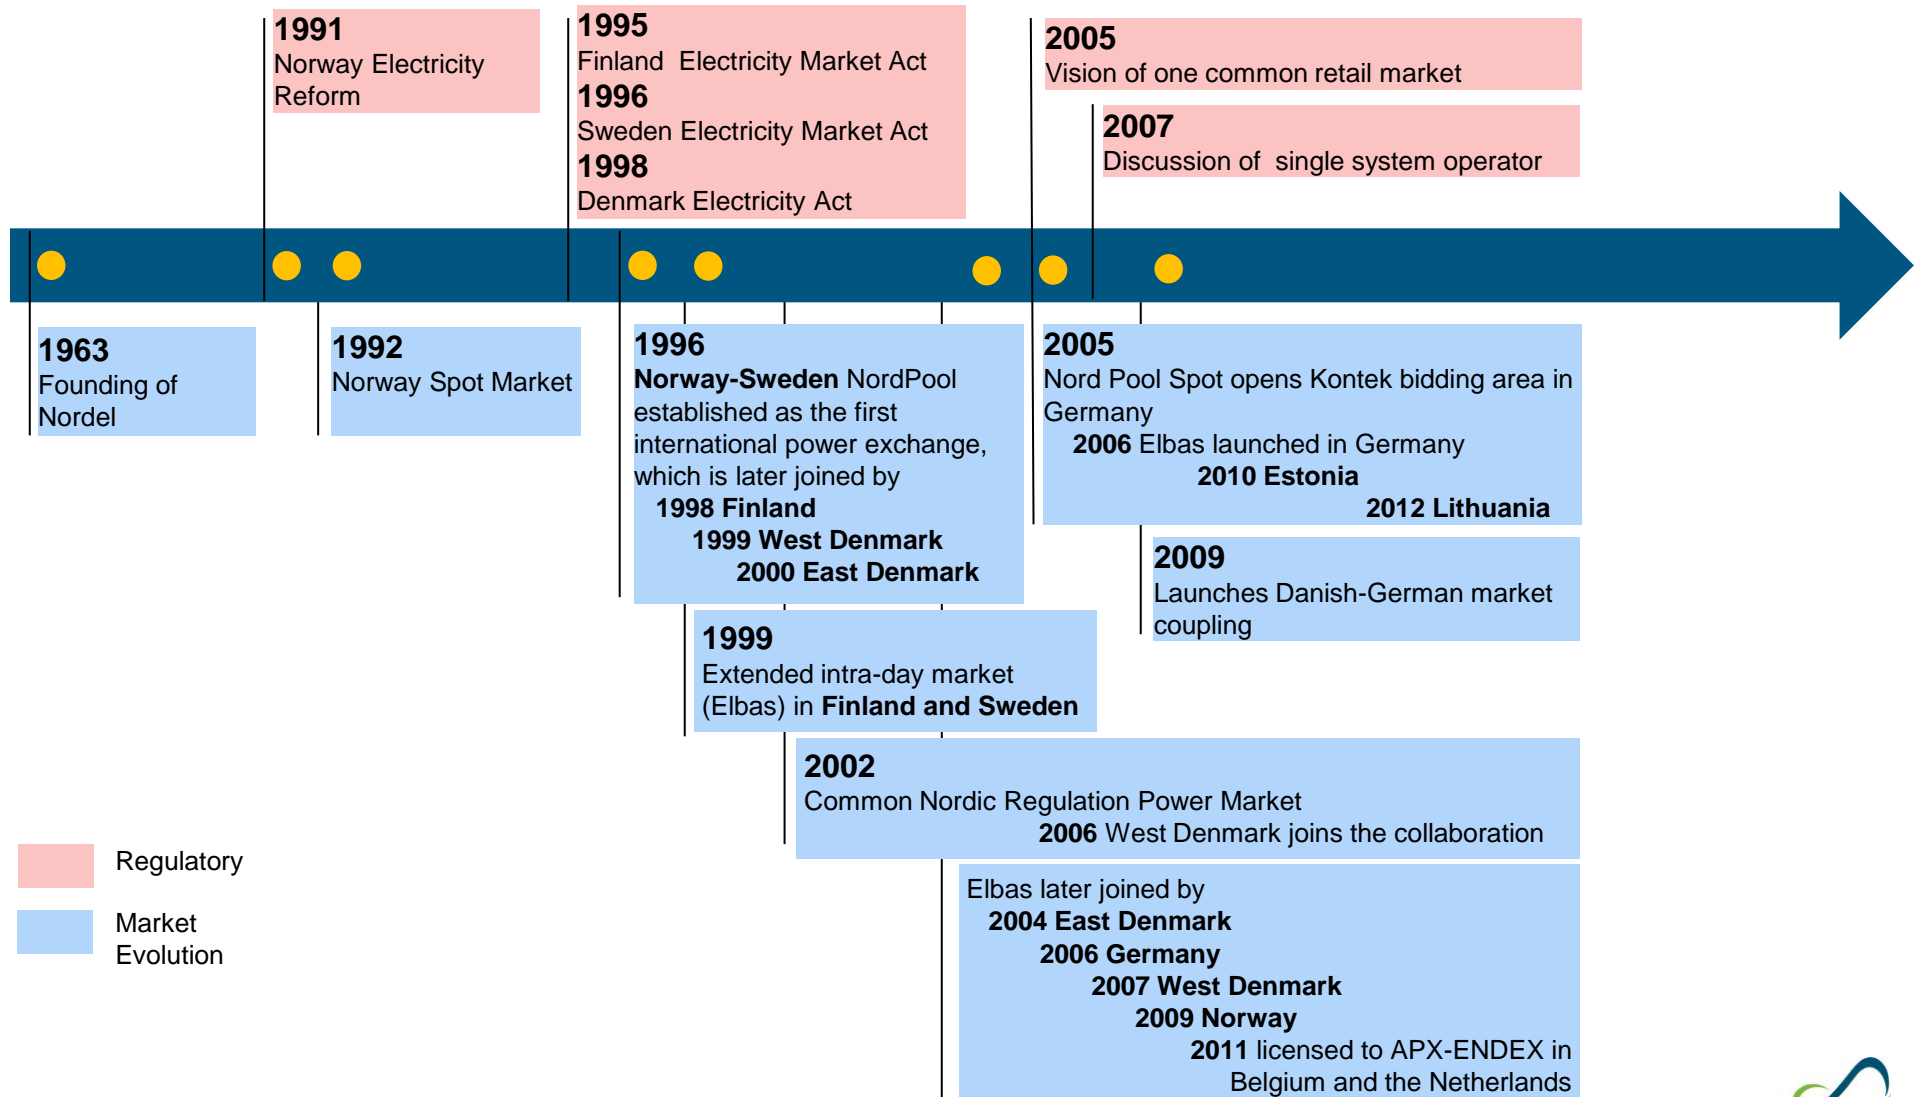 1991
Norway Electricity
Reform
1995
Finland Electricity Market Act
1996
Sweden Electricity Market Act
1998
Denmark Electricity Act
2005
Vision of one common retail market
2007
Discussion of single system operator
1963
Founding of
Nordel
1992
Norway Spot Market
1996
Norway-Sweden NordPool
established as the first
international power exchange,
which is later joined by
1998 Finland
1999 West Denmark
2000 East Denmark
2005
Nord Pool Spot opens Kontek bidding area in
Germany
2006 Elbas launched in Germany
2010 Estonia
2012 Lithuania
2009
Launches Danish-German market
coupling
1999
Extended intra-day market
(Elbas) in Finland and Sweden
2002
Common Nordic Regulation Power Market
2006 West Denmark joins the collaboration
Elbas later joined by
2004 East Denmark
2006 Germany
2007 West Denmark
2009 Norway
2011 licensed to APX-ENDEX in
Belgium and the Netherlands
Regulatory
Market
Evolution